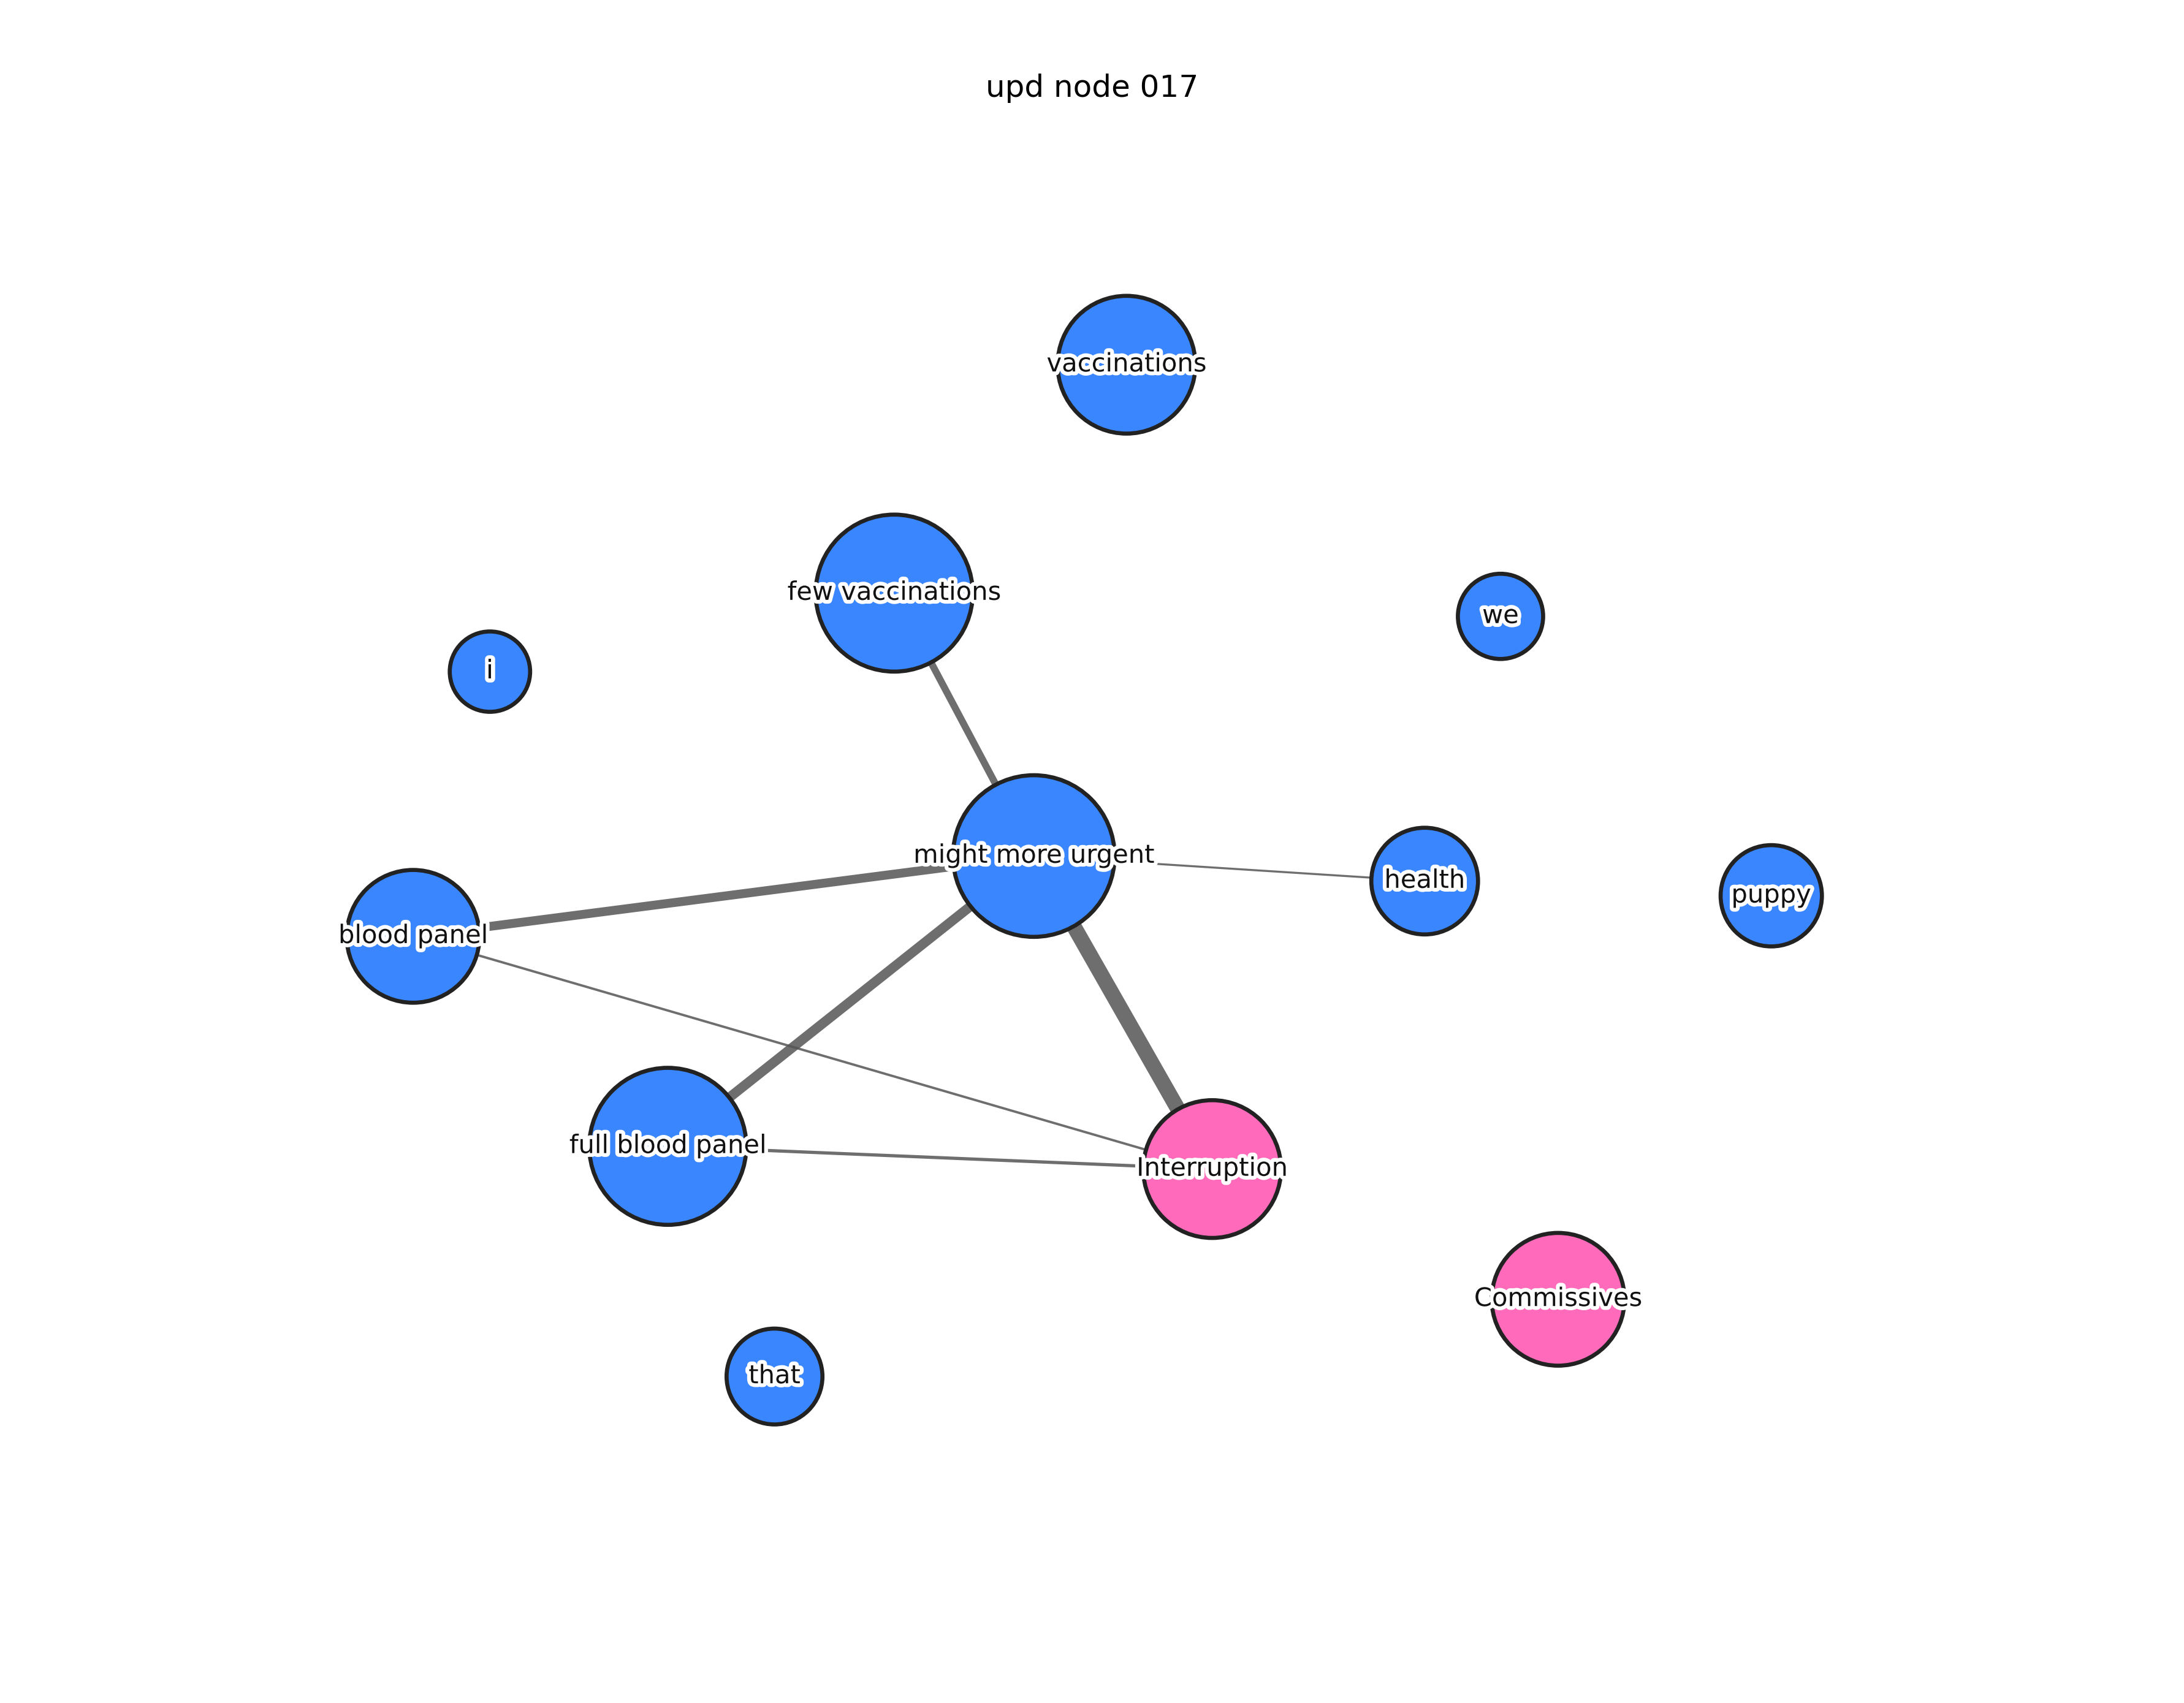 upd node 017
vaccinations
few vaccinations
we
i
might more urgent
health
puppy
blood panel
full blood panel
Interruption
Commissives
that